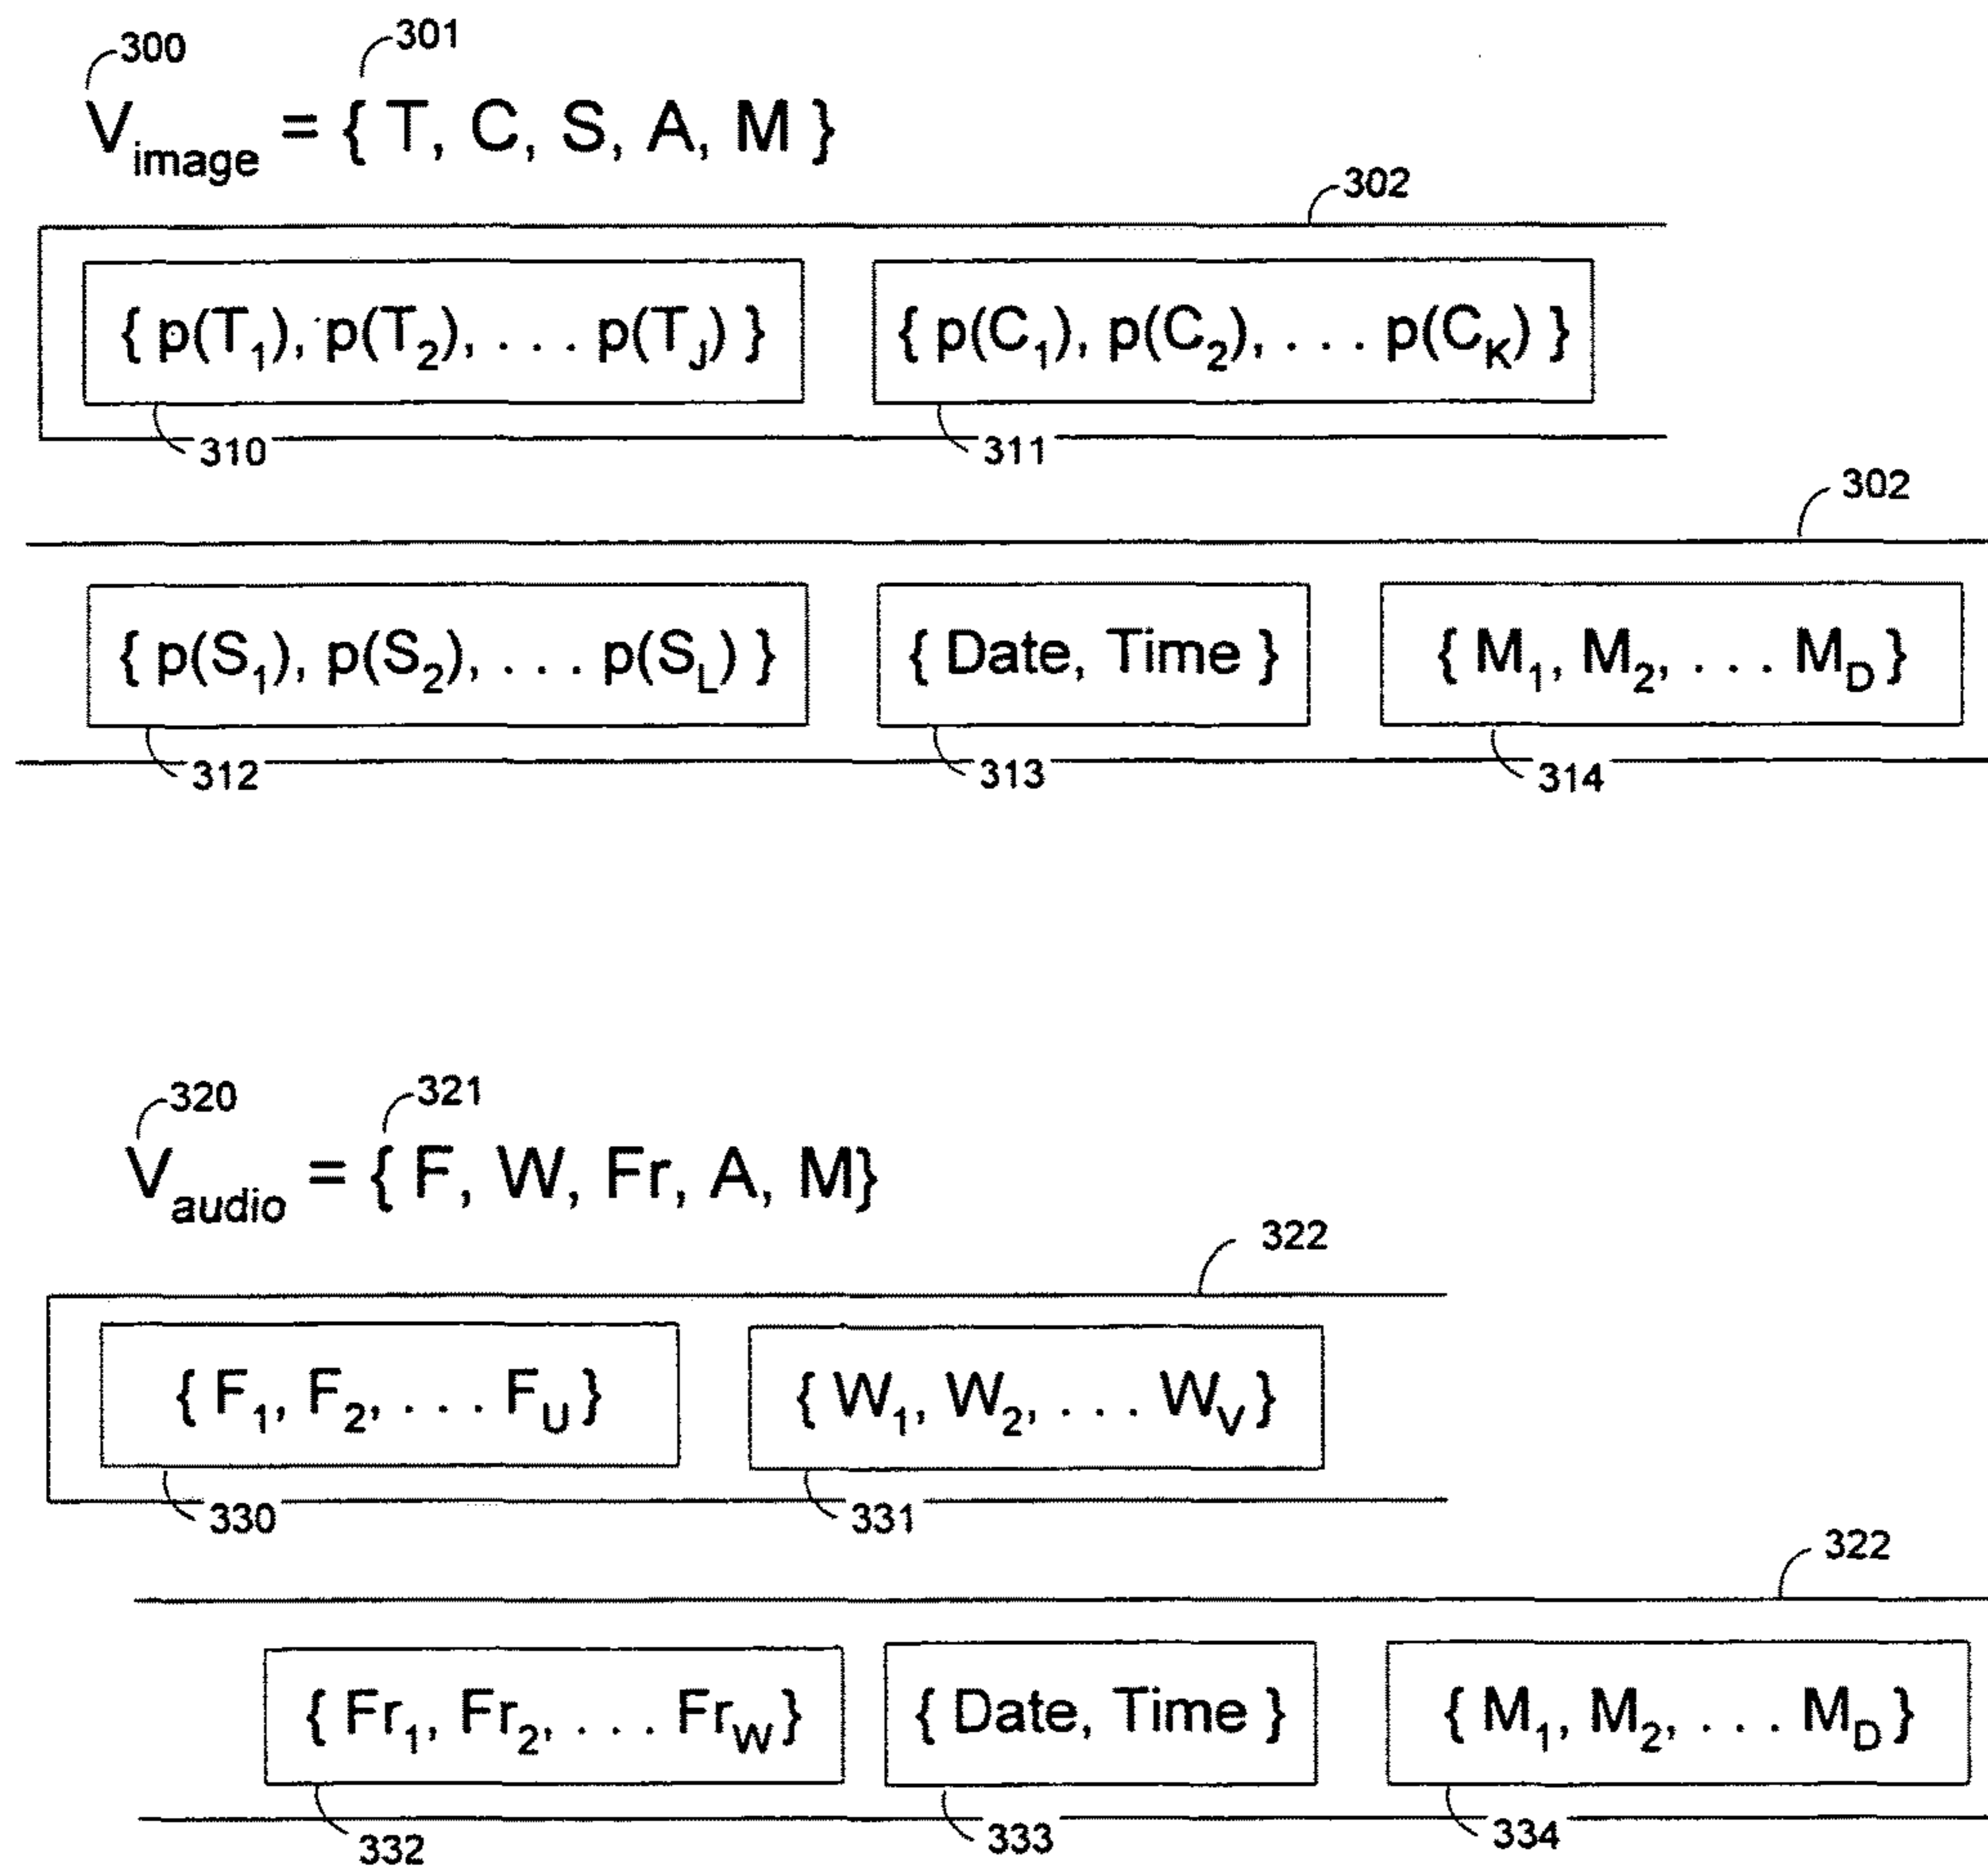 300 301
V_image = { T, C, S, A, M }
302
{ p(T_1), p(T_2), . . . p(T_J) } { p(C_1), p(C_2), . . . p(C_K) }
310 311
302
{ p(S_1), p(S_2), . . . p(S_L) } { Date, Time } { M_1, M_2, . . . M_D }
312 313 314
320 321
V_audio = { F, W, Fr, A, M}
322
{ F_1, F_2, . . . F_U } { W_1, W_2, . . . W_V }
330 331
322
{ Fr_1, Fr_2, . . . Fr_W } { Date, Time } { M_1, M_2, . . . M_D }
332 333 334